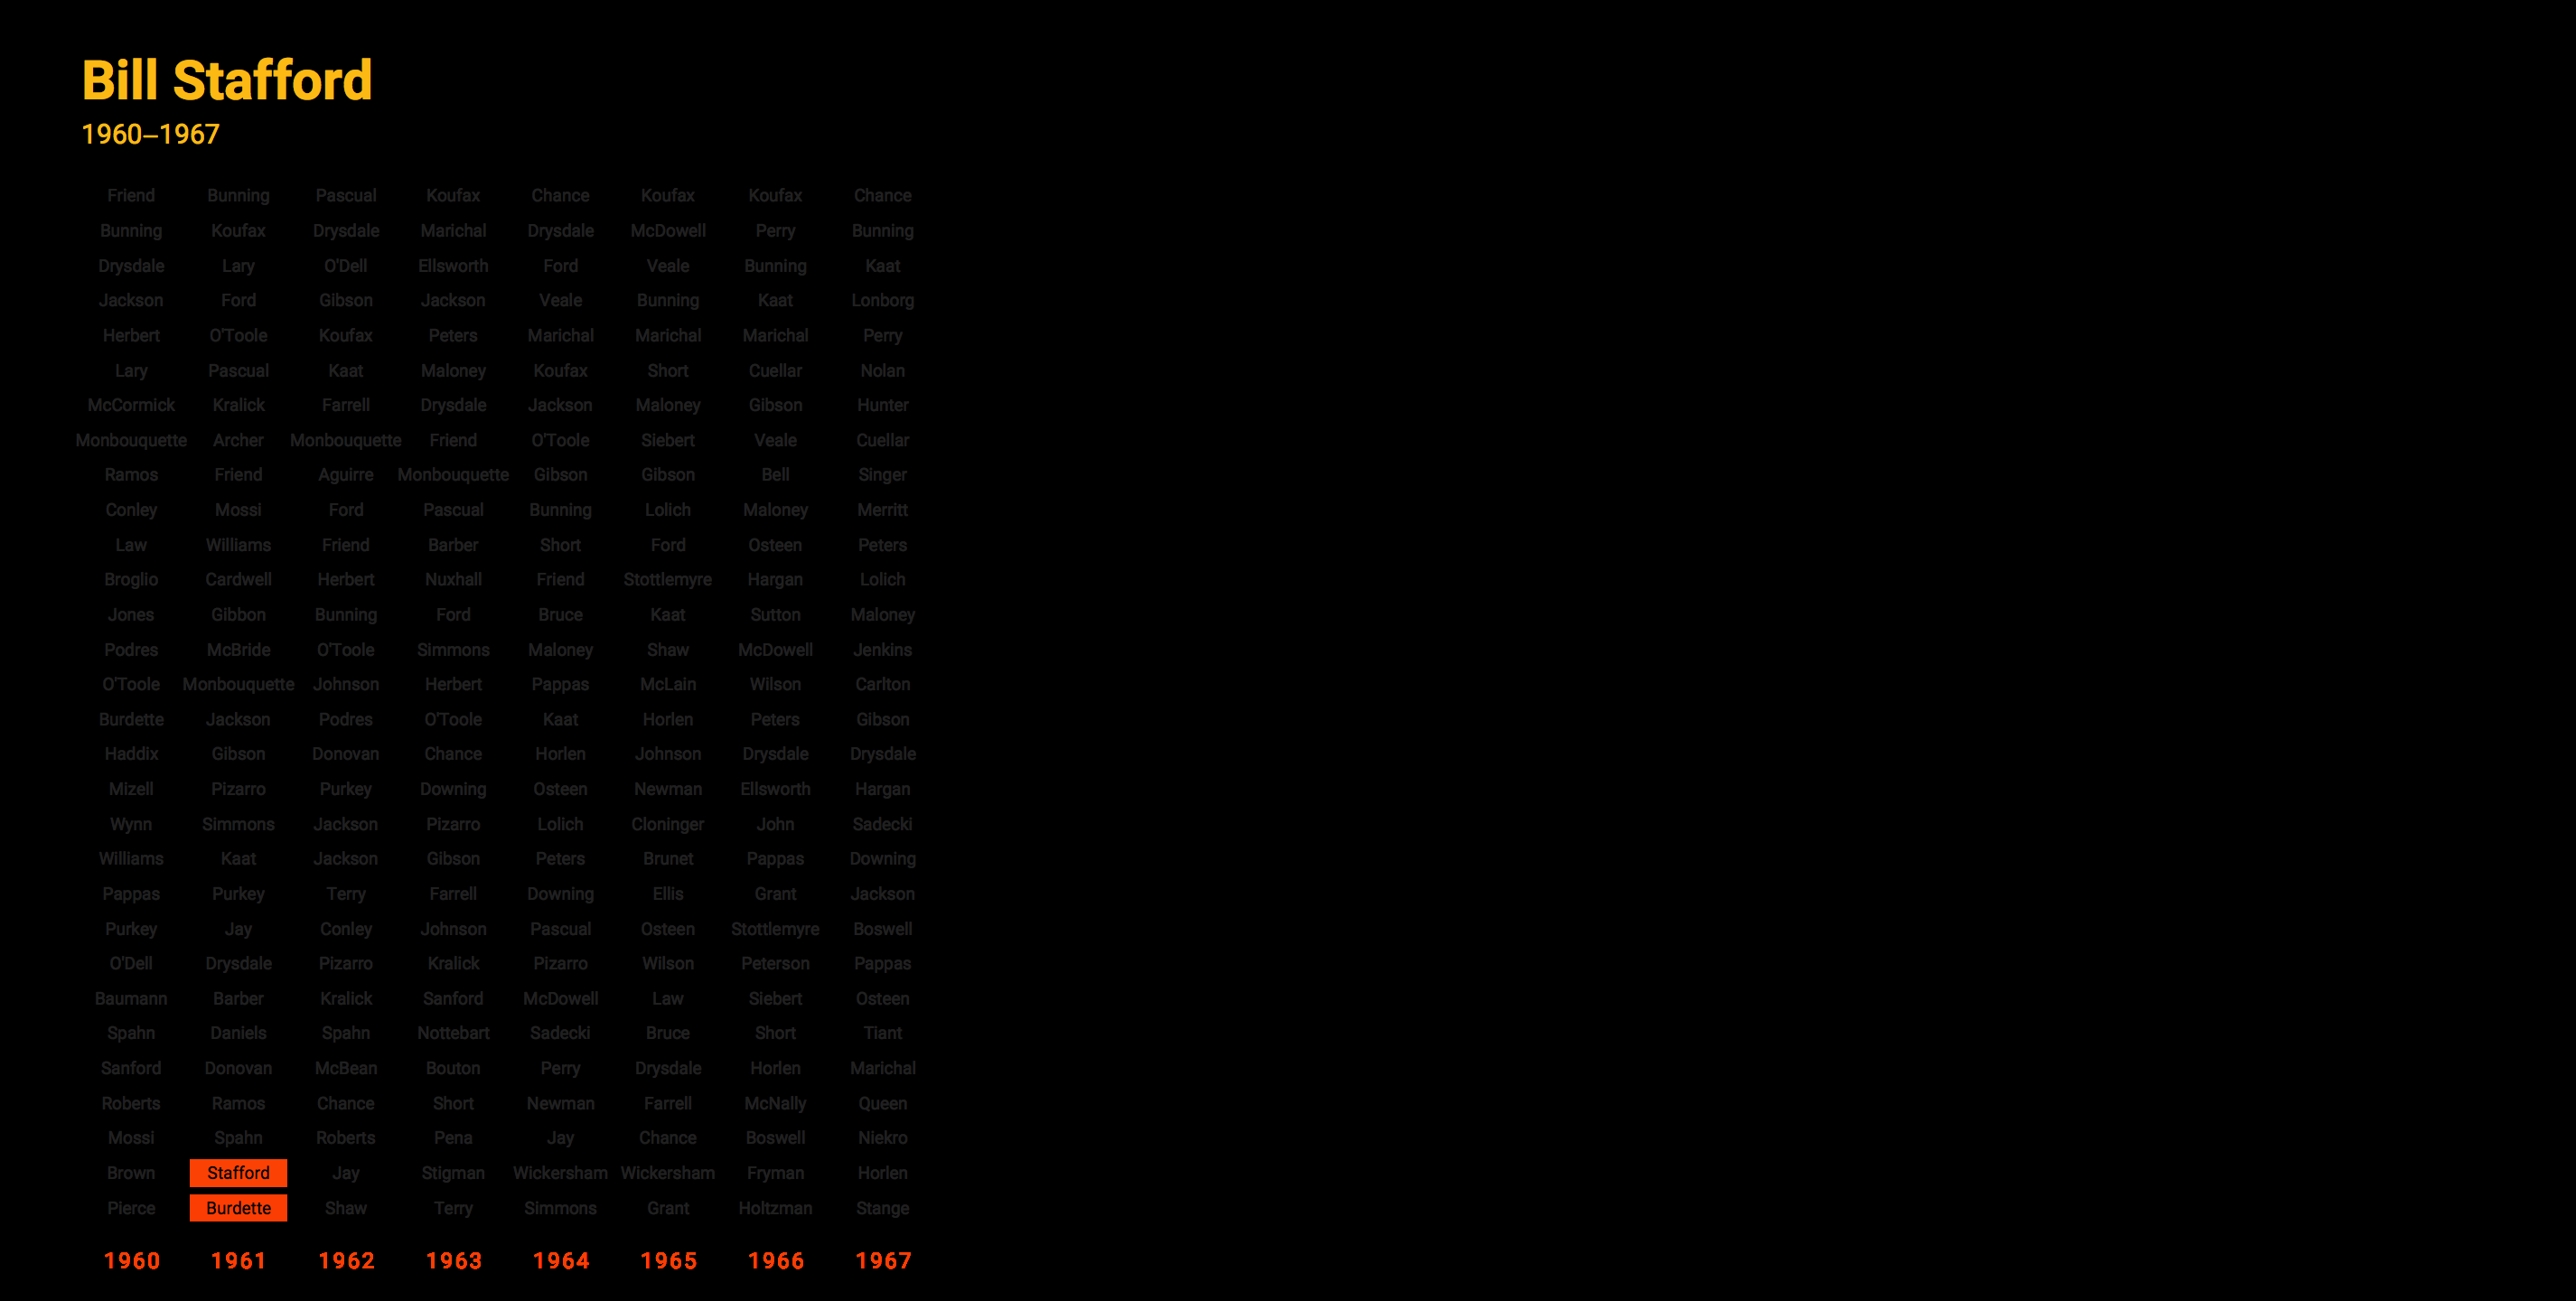 Bill Stafford
1960–1967
Friend Bunning Pascual Koufax Chance Koufax Koufax Chance
Bunning Koufax Drysdale Marichal Drysdale McDowell Perry Bunning
Drysdale Lary O'Dell Ellsworth Ford Veale Bunning Kaat
Jackson Ford Gibson Jackson Veale Bunning Kaat Lonborg
Herbert O'Toole Koufax Peters Marichal Marichal Marichal Perry
Lary Pascual Kaat Maloney Koufax Short Cuellar Nolan
McCormick Kralick Farrell Drysdale Jackson Maloney Gibson Hunter
Monbouquette Archer Monbouquette Friend O'Toole Siebert Veale Cuellar
Ramos Friend Aguirre Monbouquette Gibson Gibson Bell Singer
Conley Mossi Ford Pascual Bunning Lolich Maloney Merritt
Law Williams Friend Barber Short Ford Osteen Peters
Broglio Cardwell Herbert Nuxhall Friend Stottlemyre Hargan Lolich
Jones Gibbon Bunning Ford Bruce Kaat Sutton Maloney
Podres McBride O'Toole Simmons Maloney Shaw McDowell Jenkins
O'Toole Monbouquette Johnson Herbert Pappas McLain Wilson Carlton
Burdette Jackson Podres O'Toole Kaat Horlen Peters Gibson
Haddix Gibson Donovan Chance Horlen Johnson Drysdale Drysdale
Mizell Pizarro Purkey Downing Osteen Newman Ellsworth Hargan
Wynn Simmons Jackson Pizarro Lolich Cloninger John Sadecki
Williams Kaat Jackson Gibson Peters Brunet Pappas Downing
Pappas Purkey Terry Farrell Downing Ellis Grant Jackson
Purkey Jay Conley Johnson Pascual Osteen Stottlemyre Boswell
O'Dell Drysdale Pizarro Kralick Pizarro Wilson Peterson Pappas
Baumann Barber Kralick Sanford McDowell Law Siebert Osteen
Spahn Daniels Spahn Nottebart Sadecki Bruce Short Tiant
Sanford Donovan McBean Bouton Perry Drysdale Horlen Marichal
Roberts Ramos Chance Short Newman Farrell McNally Queen
Mossi Spahn Roberts Pena Jay Chance Boswell Niekro
Brown Stafford Jay Stigman Wickersham Wickersham Fryman Horlen
Pierce Burdette Shaw Terry Simmons Grant Holtzman Stange
1960 1961 1962 1963 1964 1965 1966 1967